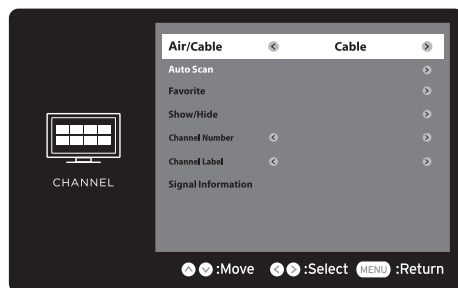 Air/Cable Cable
Auto Scan
Favorite
Show/Hide
Channel Number
Channel Label
Signal Information
CHANNEL
:Move :Select MENU :Return